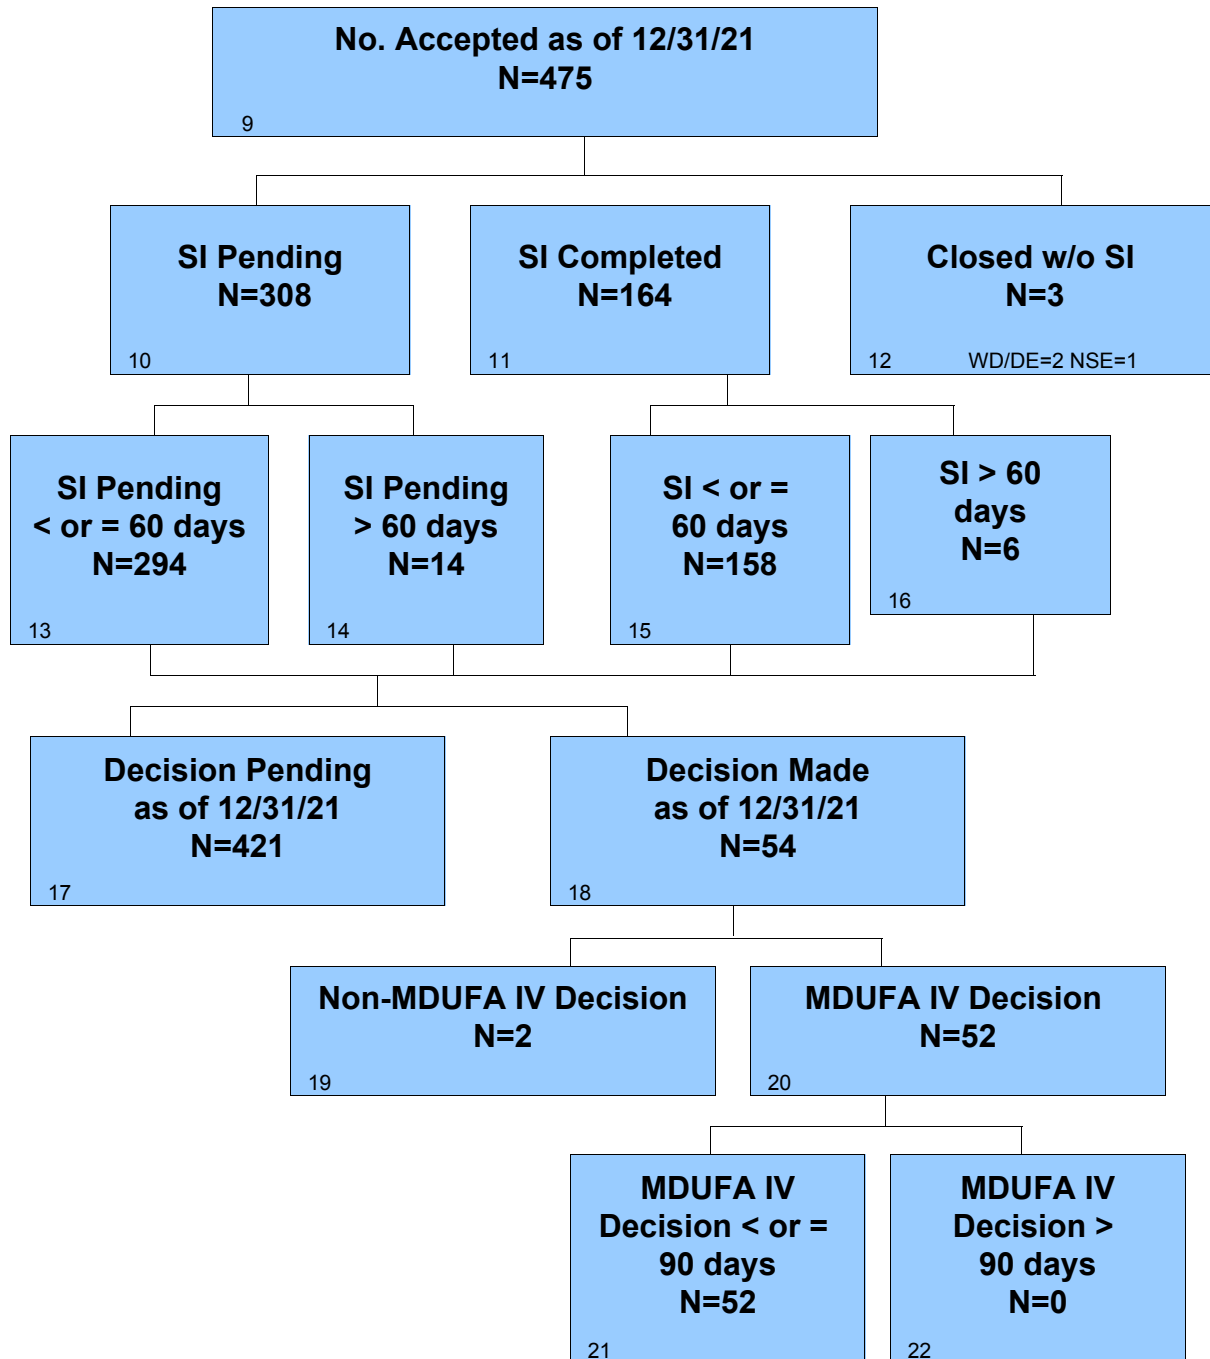 No. Accepted as of 12/31/21
N=475
9
SI Pending
N=308
10
SI Completed
N=164
11
Closed w/o SI
N=3
12 WD/DE=2 NSE=1
SI Pending
< or = 60 days
N=294
13
SI Pending
> 60 days
N=14
14
SI < or =
60 days
N=158
15
SI > 60
days
N=6
16
Decision Pending
as of 12/31/21
N=421
17
Decision Made
as of 12/31/21
N=54
18
Non-MDUFA IV Decision
N=2
19
MDUFA IV Decision
N=52
20
MDUFA IV
Decision < or =
90 days
N=52
21
MDUFA IV
Decision >
90 days
N=0
22